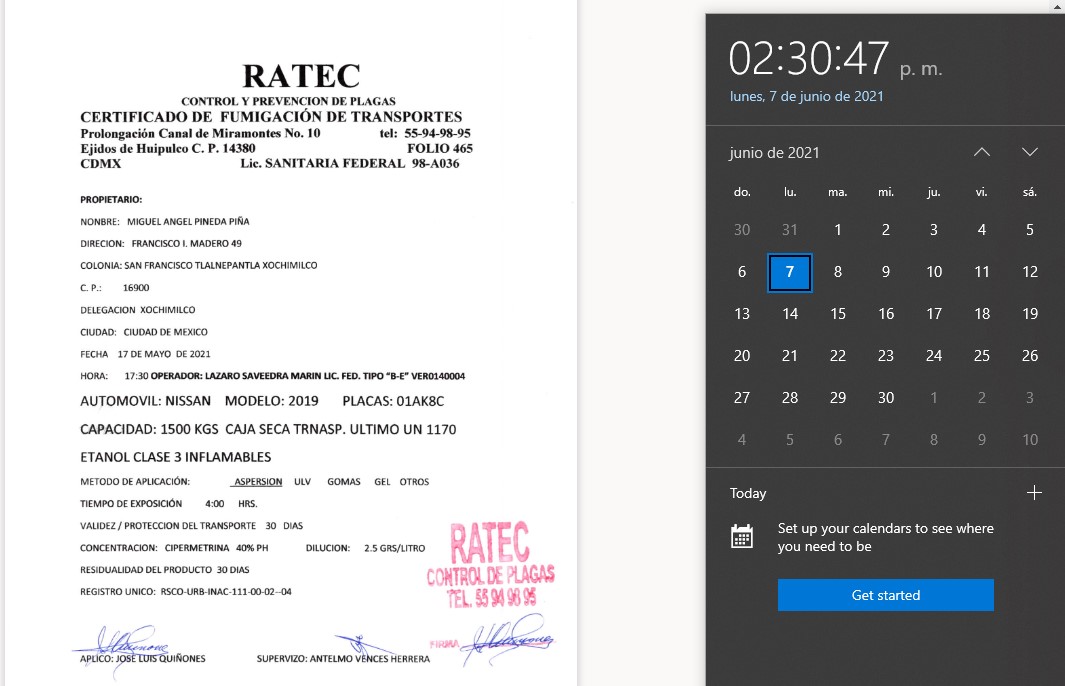 RATEC
CONTROL Y PREVENCION DE PLAGAS
CERTIFICADO DE FUMIGACIÓN DE TRANSPORTES
Prolongación Canal de Miramontes No. 10 tel: 55-94-98-95
Ejidos de Huipulco C. P. 14380 FOLIO 465
CDMX Lic. SANITARIA FEDERAL 98-A036
PROPIETARIO:
NOMBRE: MIGUEL ANGEL PINEDA PIÑA
DIRECION: FRANCISCO I. MADERO 49
COLONIA: SAN FRANCISCO TLALNEPANTLA XOCHIMILCO
C. P.: 16900
DELEGACION XOCHIMILCO
CIUDAD: CIUDAD DE MEXICO
FECHA 17 DE MAYO DE 2021
HORA: 17:30 OPERADOR: LAZARO SAVEEDRA MARIN LIC. FED. TIPO “B-E” VER0140004
AUTOMOVIL: NISSAN MODELO: 2019 PLACAS: 01AK8C
CAPACIDAD: 1500 KGS CAJA SECA TRNASP. ULTIMO UN 1170
ETANOL CLASE 3 INFLAMABLES
METODO DE APLICACIÓN: _ASPERSION ULV GOMAS GEL OTROS
TIEMPO DE EXPOSICIÓN 4:00 HRS.
VALIDEZ / PROTECCION DEL TRANSPORTE 30 DIAS
CONCENTRACION: CIPERMETRINA 40% PH DILUCION: 2.5 GRS/LITRO
RESIDUALIDAD DEL PRODUCTO 30 DIAS
REGISTRO UNICO: RSCO-URB-INAC-111-00-02--04
RATEC
CONTROL DE PLAGAS
TEL. 55 94 98 95
FIRMA
APLICO: JOSE LUIS QUIÑONES SUPERVIZO: ANTELMO VENCES HERRERA
02:30:47 p. m.
lunes, 7 de junio de 2021
junio de 2021
do. lu. ma. mi. ju. vi. sá.
30 31 1 2 3 4 5
6 7 8 9 10 11 12
13 14 15 16 17 18 19
20 21 22 23 24 25 26
27 28 29 30 1 2 3
4 5 6 7 8 9 10
Today
Set up your calendars to see where
you need to be
Get started